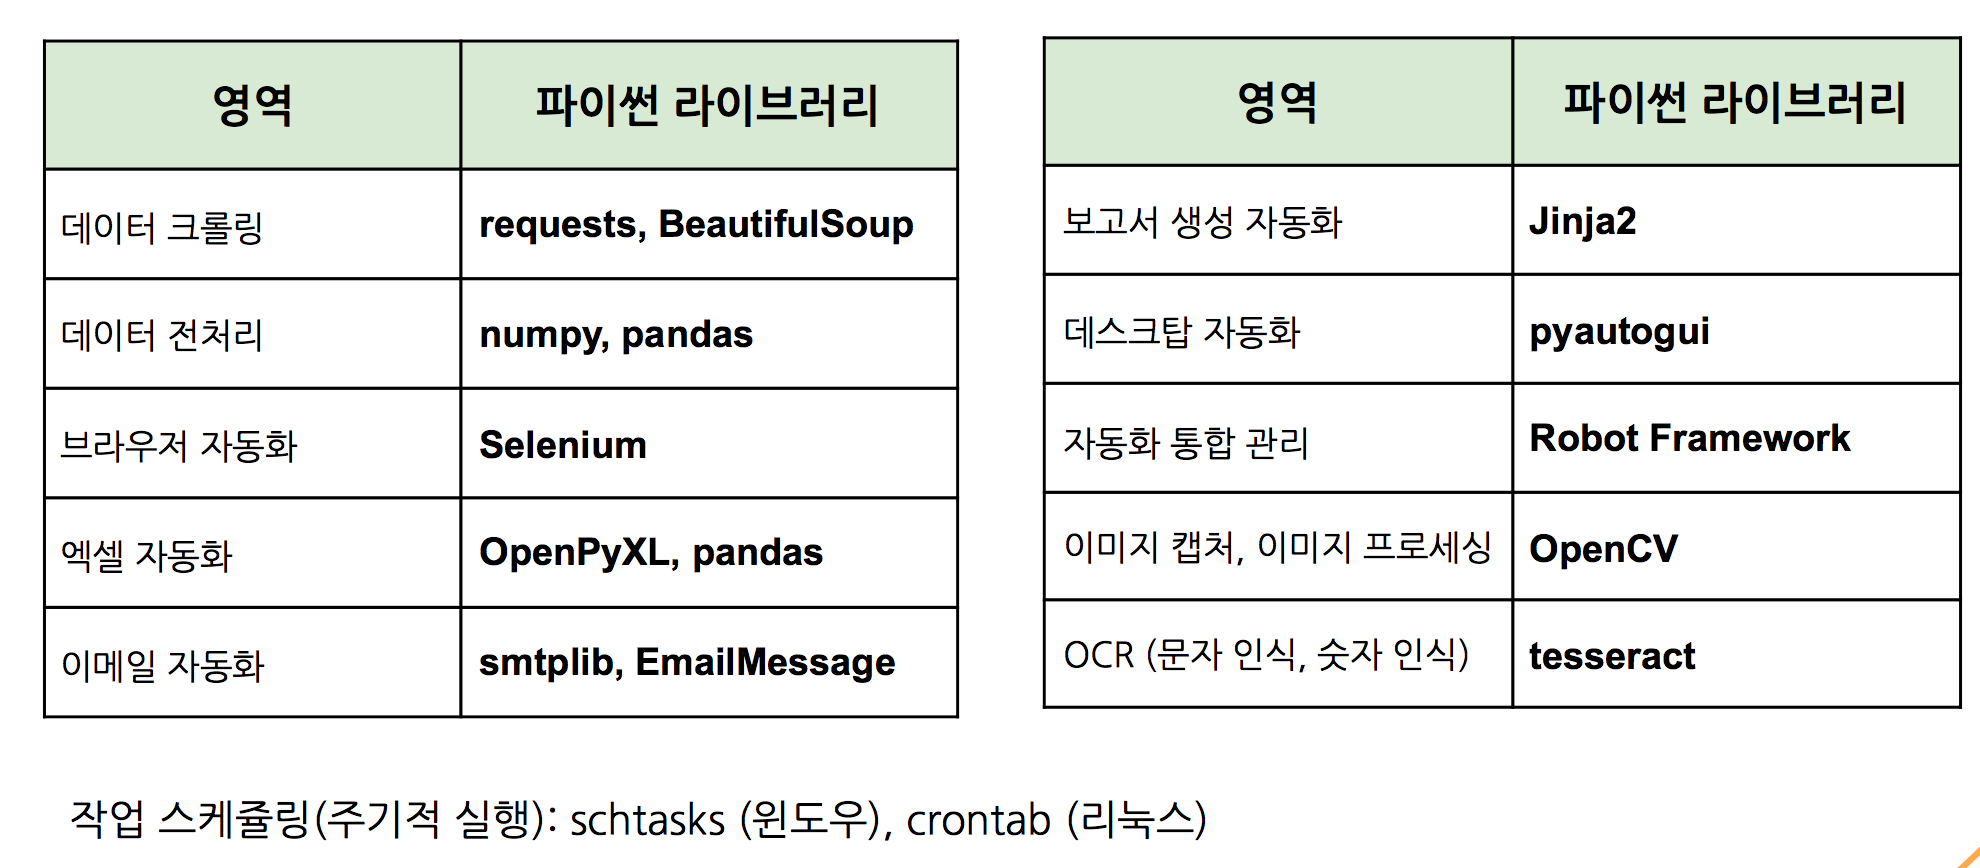 영역 파이썬 라이브러리
데이터 크롤링 requests, BeautifulSoup
데이터 전처리 numpy, pandas
브라우저 자동화 Selenium
엑셀 자동화 OpenPyXL, pandas
이메일 자동화 smtplib, EmailMessage
영역 파이썬 라이브러리
보고서 생성 자동화 Jinja2
데스크탑 자동화 pyautogui
자동화 통합 관리 Robot Framework
이미지 캡처, 이미지 프로세싱 OpenCV
OCR (문자 인식, 숫자 인식) tesseract
작업 스케쥴링(주기적 실행): schtasks (윈도우), crontab (리눅스)